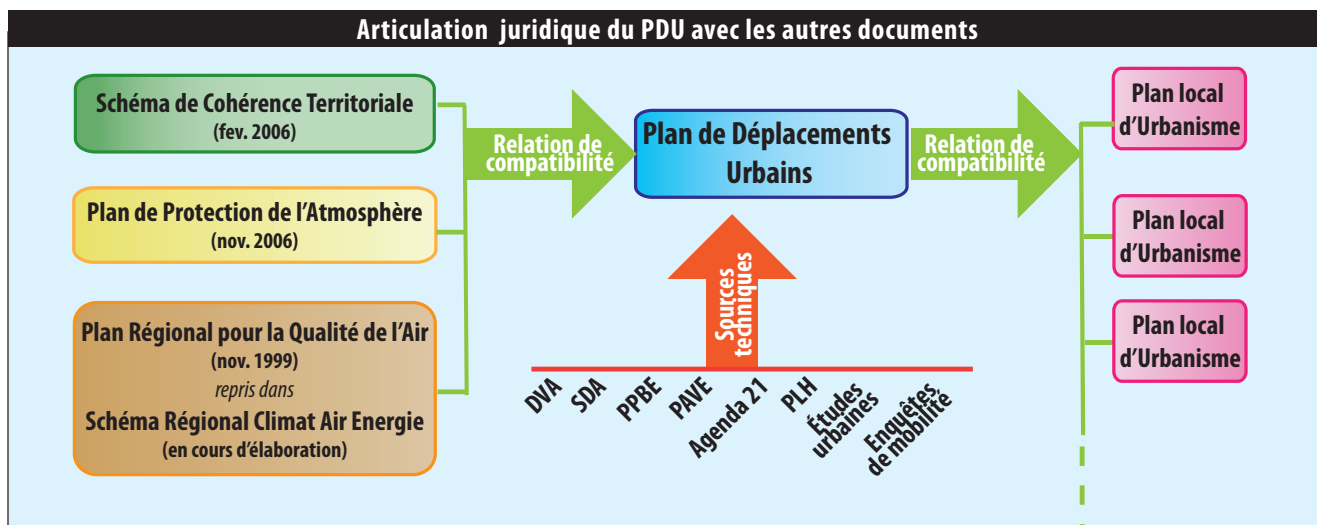 Articulation juridique du PDU avec les autres documents
Schéma de Cohérence Territoriale
(fev. 2006)
Plan de Protection de l'Atmosphère
(nov. 2006)
Plan Régional pour la Qualité de l'Air
(nov. 1999)
repris dans
Schéma Régional Climat Air Energie
(en cours d'élaboration)
Relation de
compatibilité
Plan de Déplacements
Urbains
Sources
techniques
DVA
SDA
PPBE
PAVE
Agenda 21
PLH
Études
urbaines
Enquêtes
de mobilité
Relation de
compatibilité
Plan local
d'Urbanisme
Plan local
d'Urbanisme
Plan local
d'Urbanisme